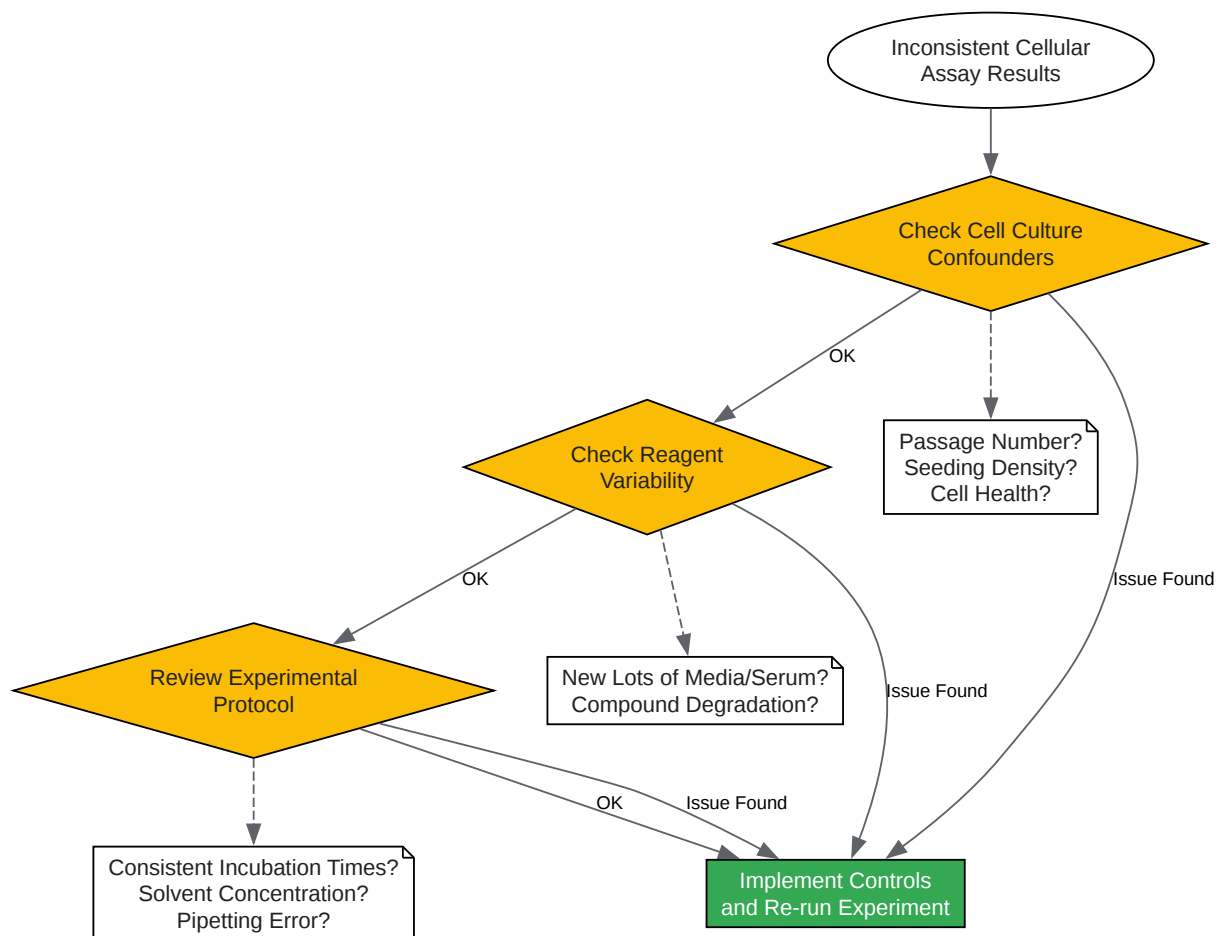 Inconsistent Cellular
Assay Results
Check Cell Culture
Confounders
OK
Passage Number?
Seeding Density?
Cell Health?
Check Reagent
Variability
OK
Issue Found
Review Experimental
Protocol
New Lots of Media/Serum?
Compound Degradation?
Issue Found
OK
Issue Found
Consistent Incubation Times?
Solvent Concentration?
Pipetting Error?
Implement Controls
and Re-run Experiment